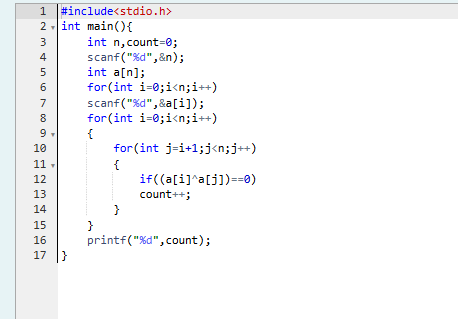 1 #include<stdio.h>
2 int main(){
3     int n,count=0;
4     scanf("%d",&n);
5     int a[n];
6     for(int i=0;i<n;i++)
7     scanf("%d",&a[i]);
8     for(int i=0;i<n;i++)
9     {
10         for(int j=i+1;j<n;j++)
11         {
12             if((a[i]^a[j])==0)
13             count++;
14         }
15     }
16     printf("%d",count);
17 }